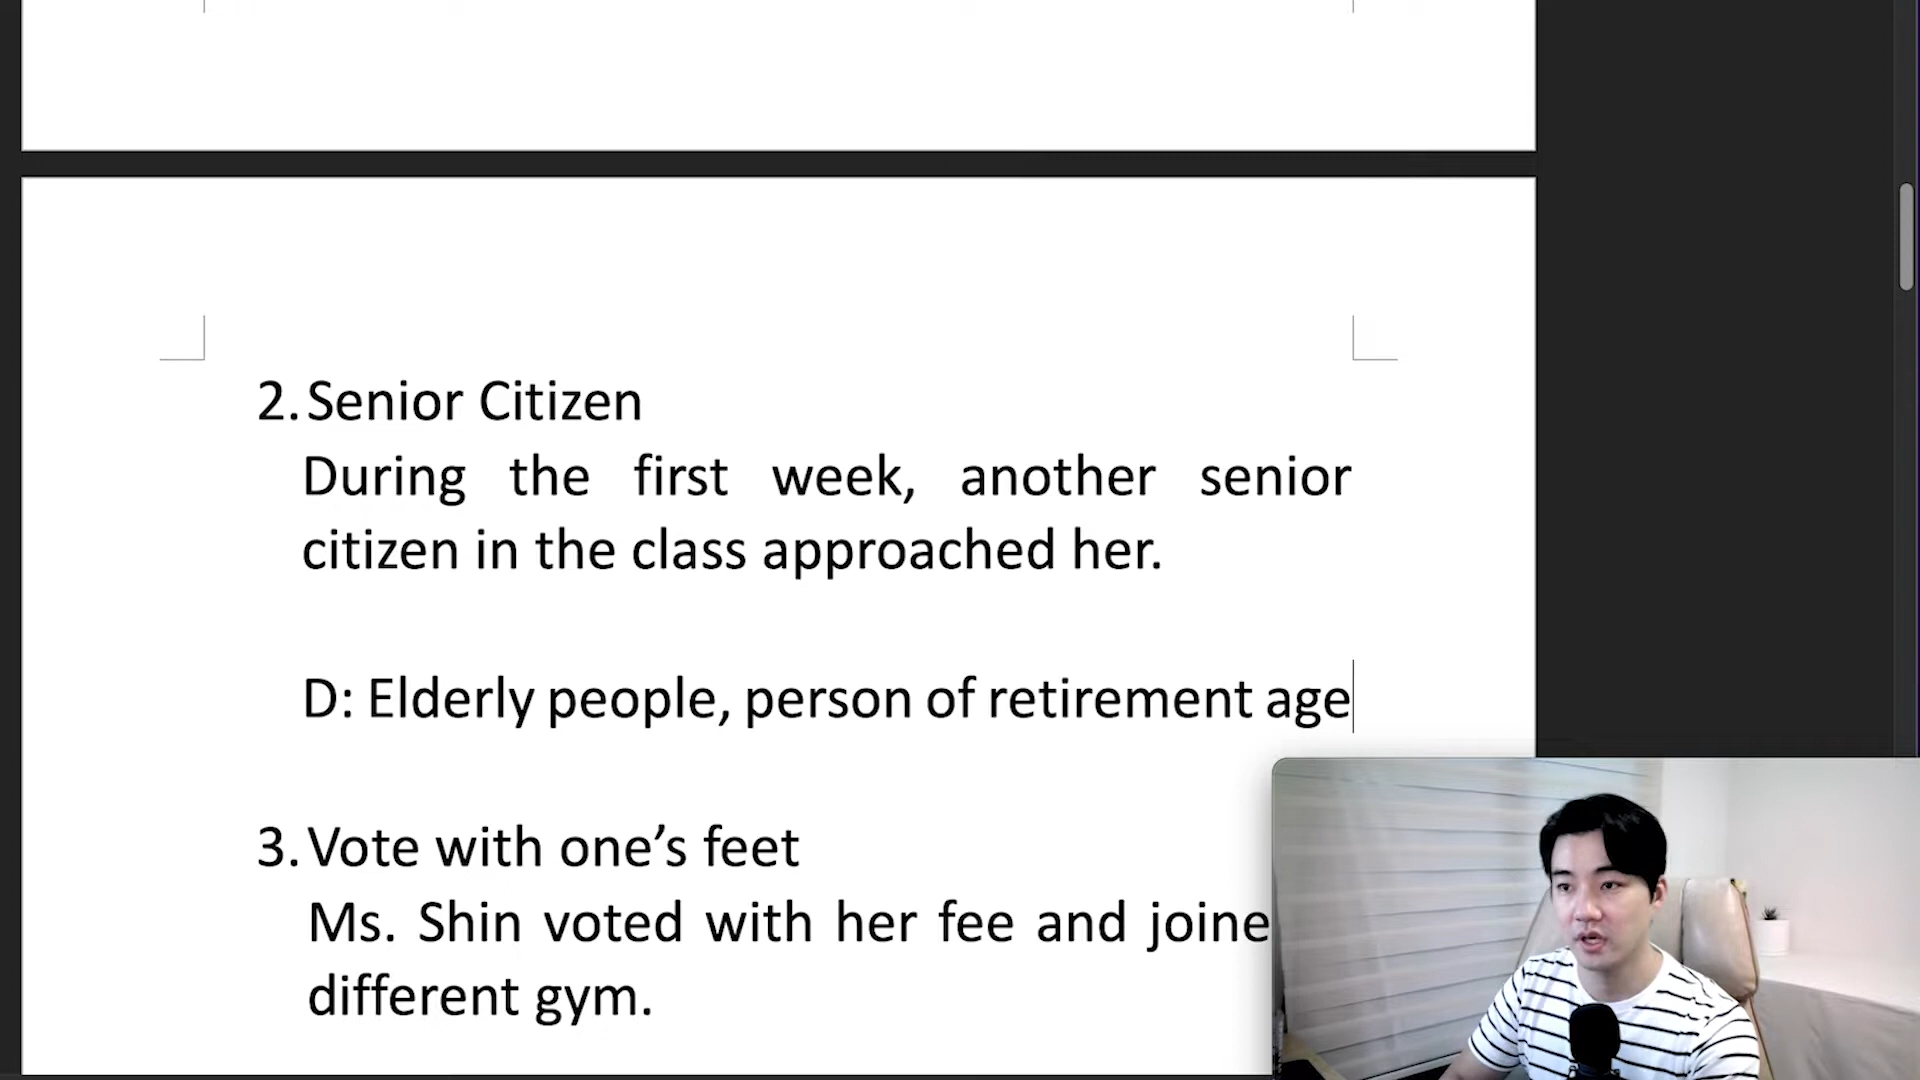 2. Senior Citizen
During the first week, another senior
citizen in the class approached her.
D: Elderly people, person of retirement age
3. Vote with one’s feet
Ms. Shin voted with her fee and joine
different gym.